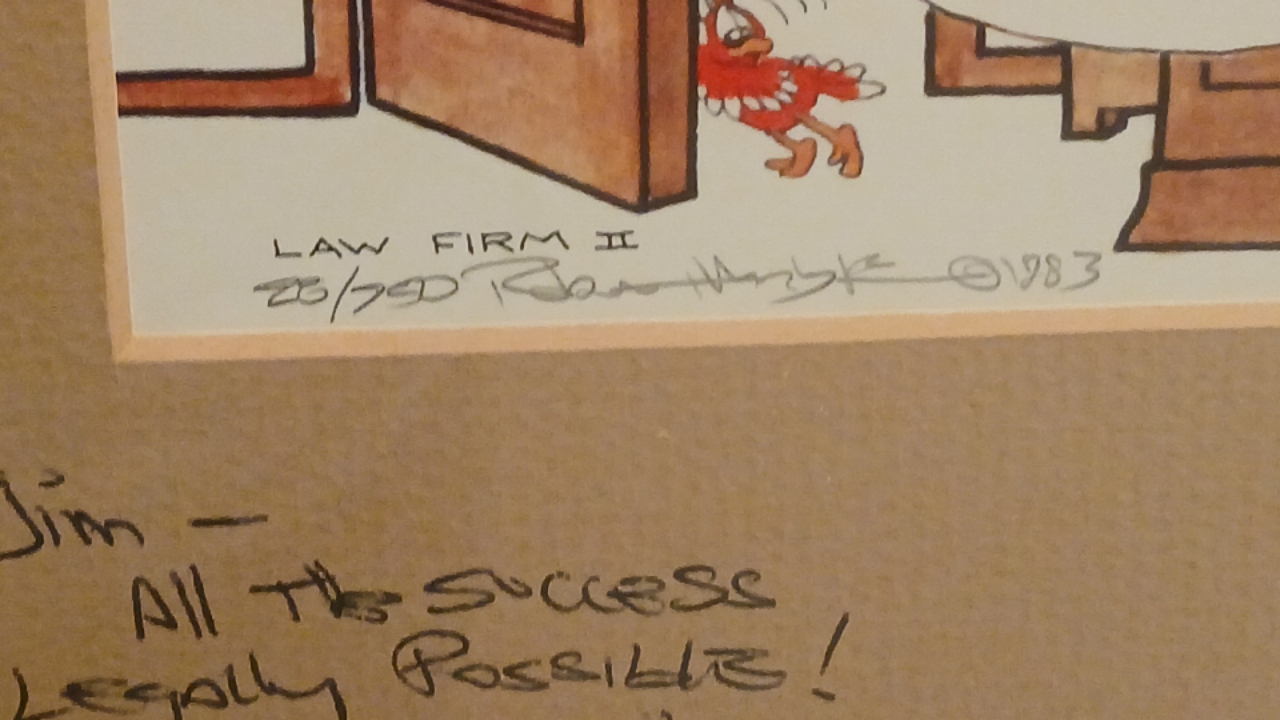 LAW FIRM II
©1983
Jim —
All The Success
Legally Possible!